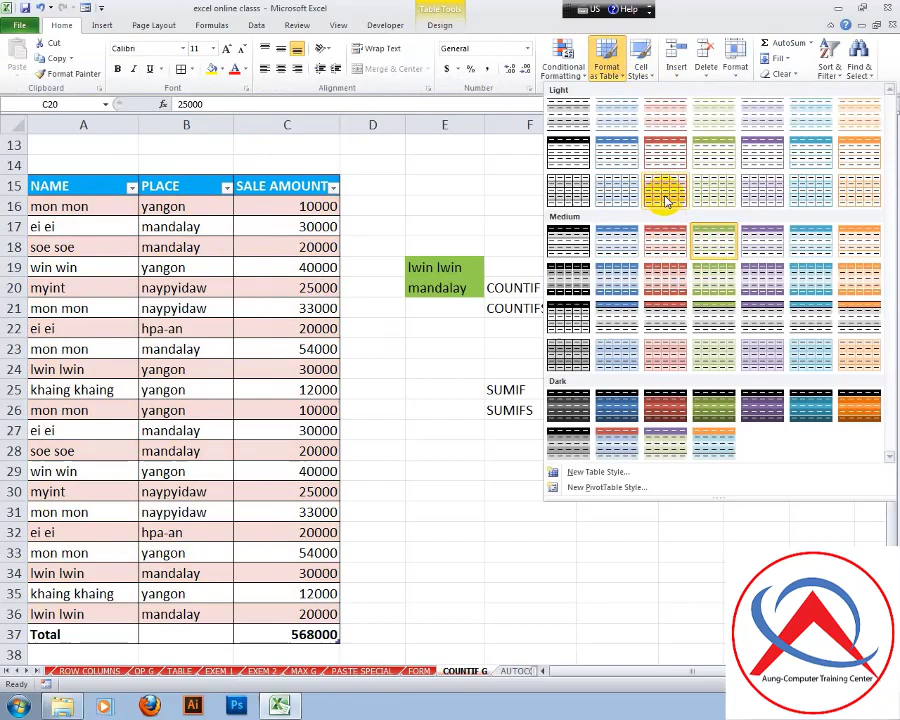 excel online classs - Microsoft Excel
Table Tools
US
Help
File
Home
Insert
Page Layout
Formulas
Data
Review
View
Developer
Design
Paste
Cut
Copy
Format Painter
Clipboard
Calibri
11
Font
Wrap Text
Merge & Center
Alignment
General
Number
Conditional Formatting
Format as Table
Cell Styles
Insert
Delete
Format
AutoSum
Fill
Clear
Sort & Filter
Find & Select
C20
25000
A B C D E F
13
14
15 NAME PLACE SALE AMOUNT
16 mon mon yangon 10000
17 ei ei mandalay 30000
18 soe soe mandalay 20000
19 win win yangon 40000 lwin lwin
20 myint naypyidaw 25000 mandalay COUNTIF
21 mon mon naypyidaw 33000 COUNTIFS
22 ei ei hpa-an 20000
23 mon mon mandalay 54000
24 lwin lwin yangon 30000
25 khaing khaing yangon 12000 SUMIF
26 mon mon yangon 10000 SUMIFS
27 ei ei mandalay 30000
28 soe soe mandalay 20000
29 win win yangon 40000
30 myint naypyidaw 25000
31 mon mon naypyidaw 33000
32 ei ei hpa-an 20000
33 mon mon yangon 54000
34 lwin lwin mandalay 30000
35 khaing khaing yangon 12000
36 lwin lwin mandalay 20000
37 Total 568000
38
Light
Medium
Dark
New Table Style...
New PivotTable Style...
ROW COLUMNS
OP G
TABLE
EXEM 1
EXEM 2
MAX G
PASTE SPECIAL
FORM
COUNTIF G
Ready
Aung-Computer Training Center